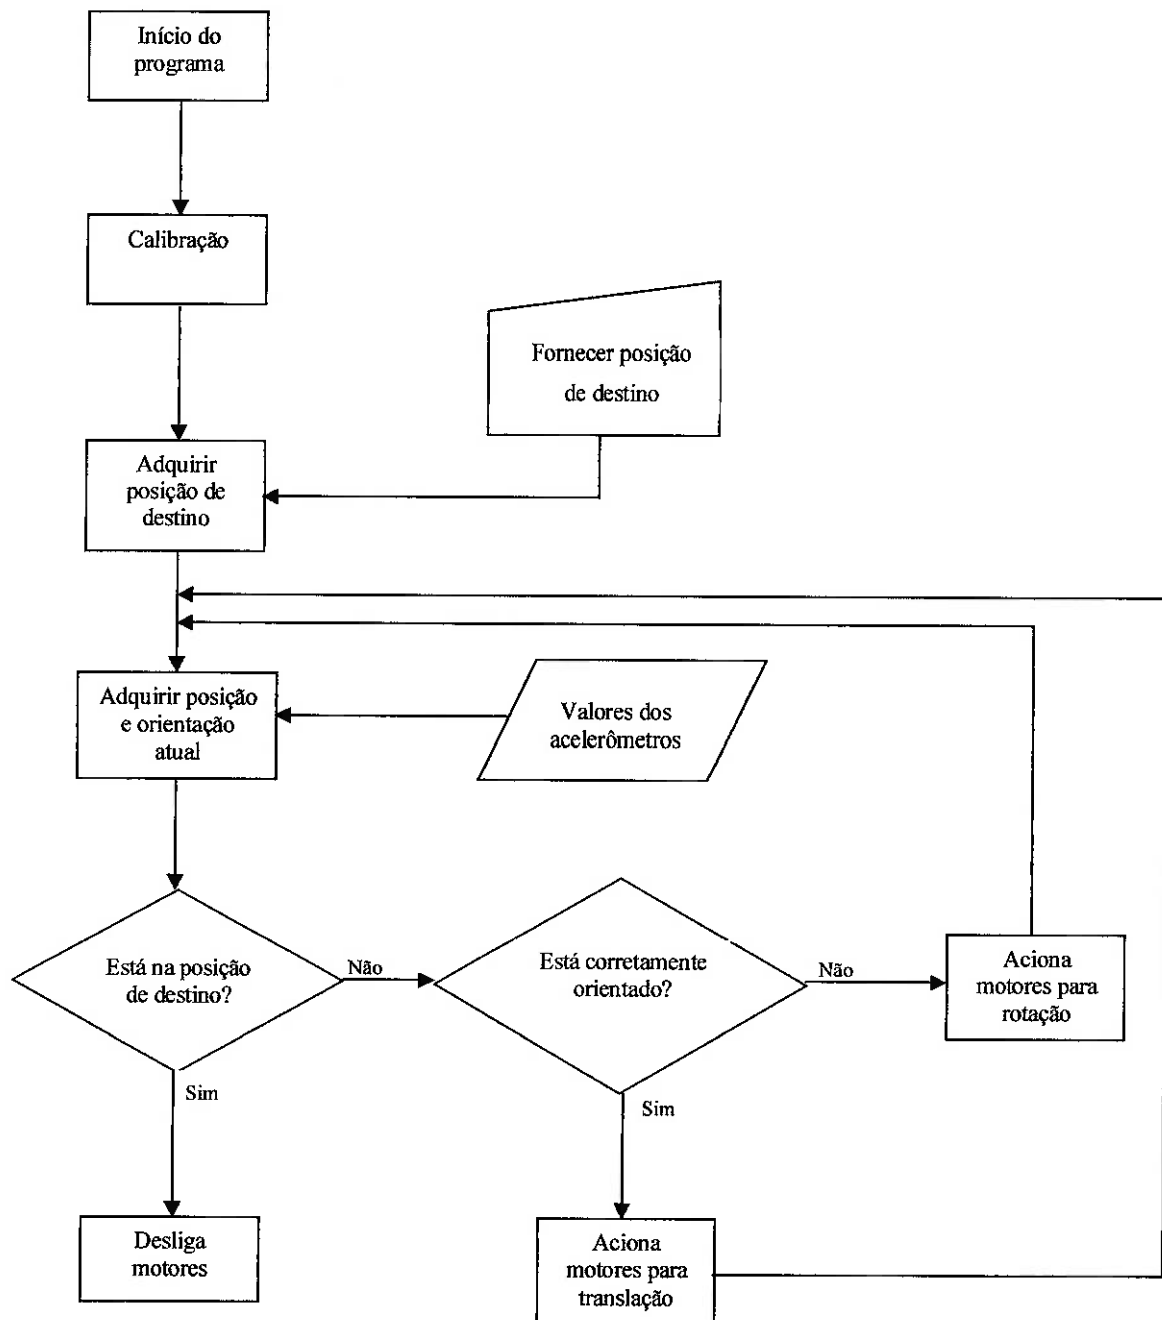 Início do
programa
Calibração
Fornecer posição
de destino
Adquirir
posição de
destino
Adquirir posição
e orientação
atual
Valores dos
acelerômetros
Está na posição
de destino?
Não
Está corretamente
orientado?
Não
Aciona
motores para
rotação
Sim
Sim
Desliga
motores
Aciona
motores para
translação